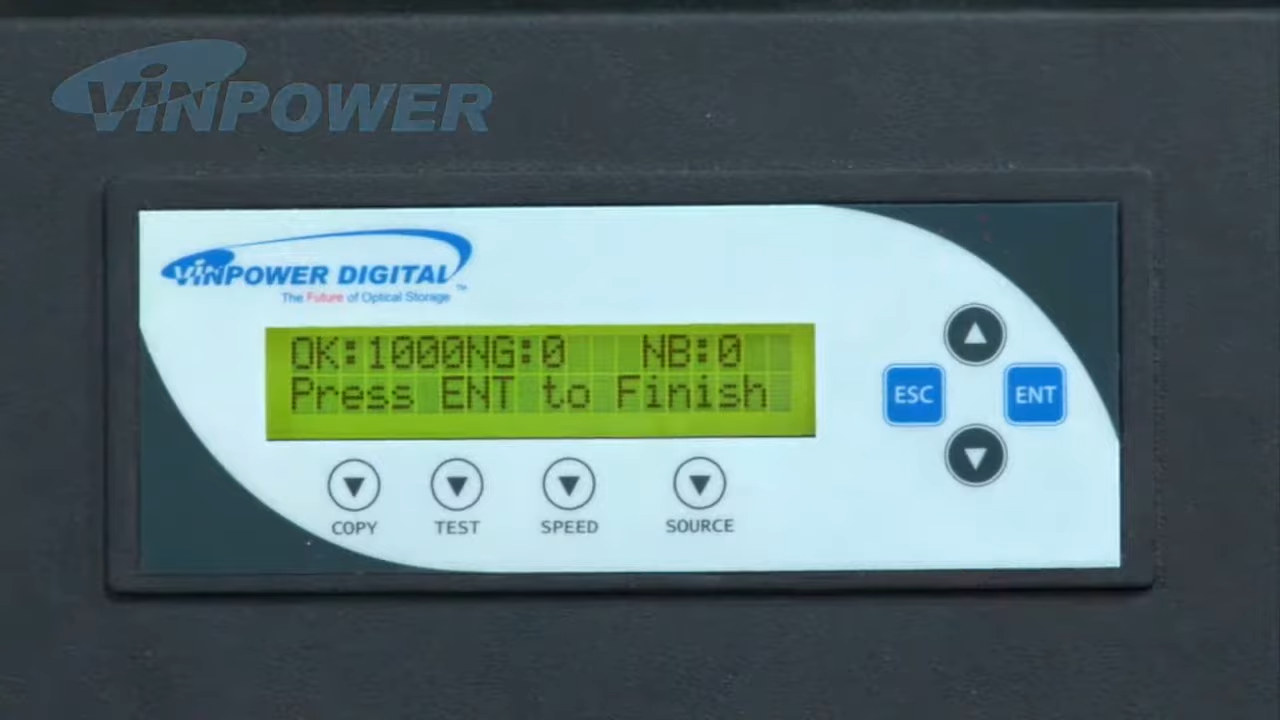 ViNPOWER
ViNPOWER DIGITAL™
The Future of Optical Storage
OK:1000NG:0 NB:0
Press ENT to Finish
ESC
ENT
COPY
TEST
SPEED
SOURCE